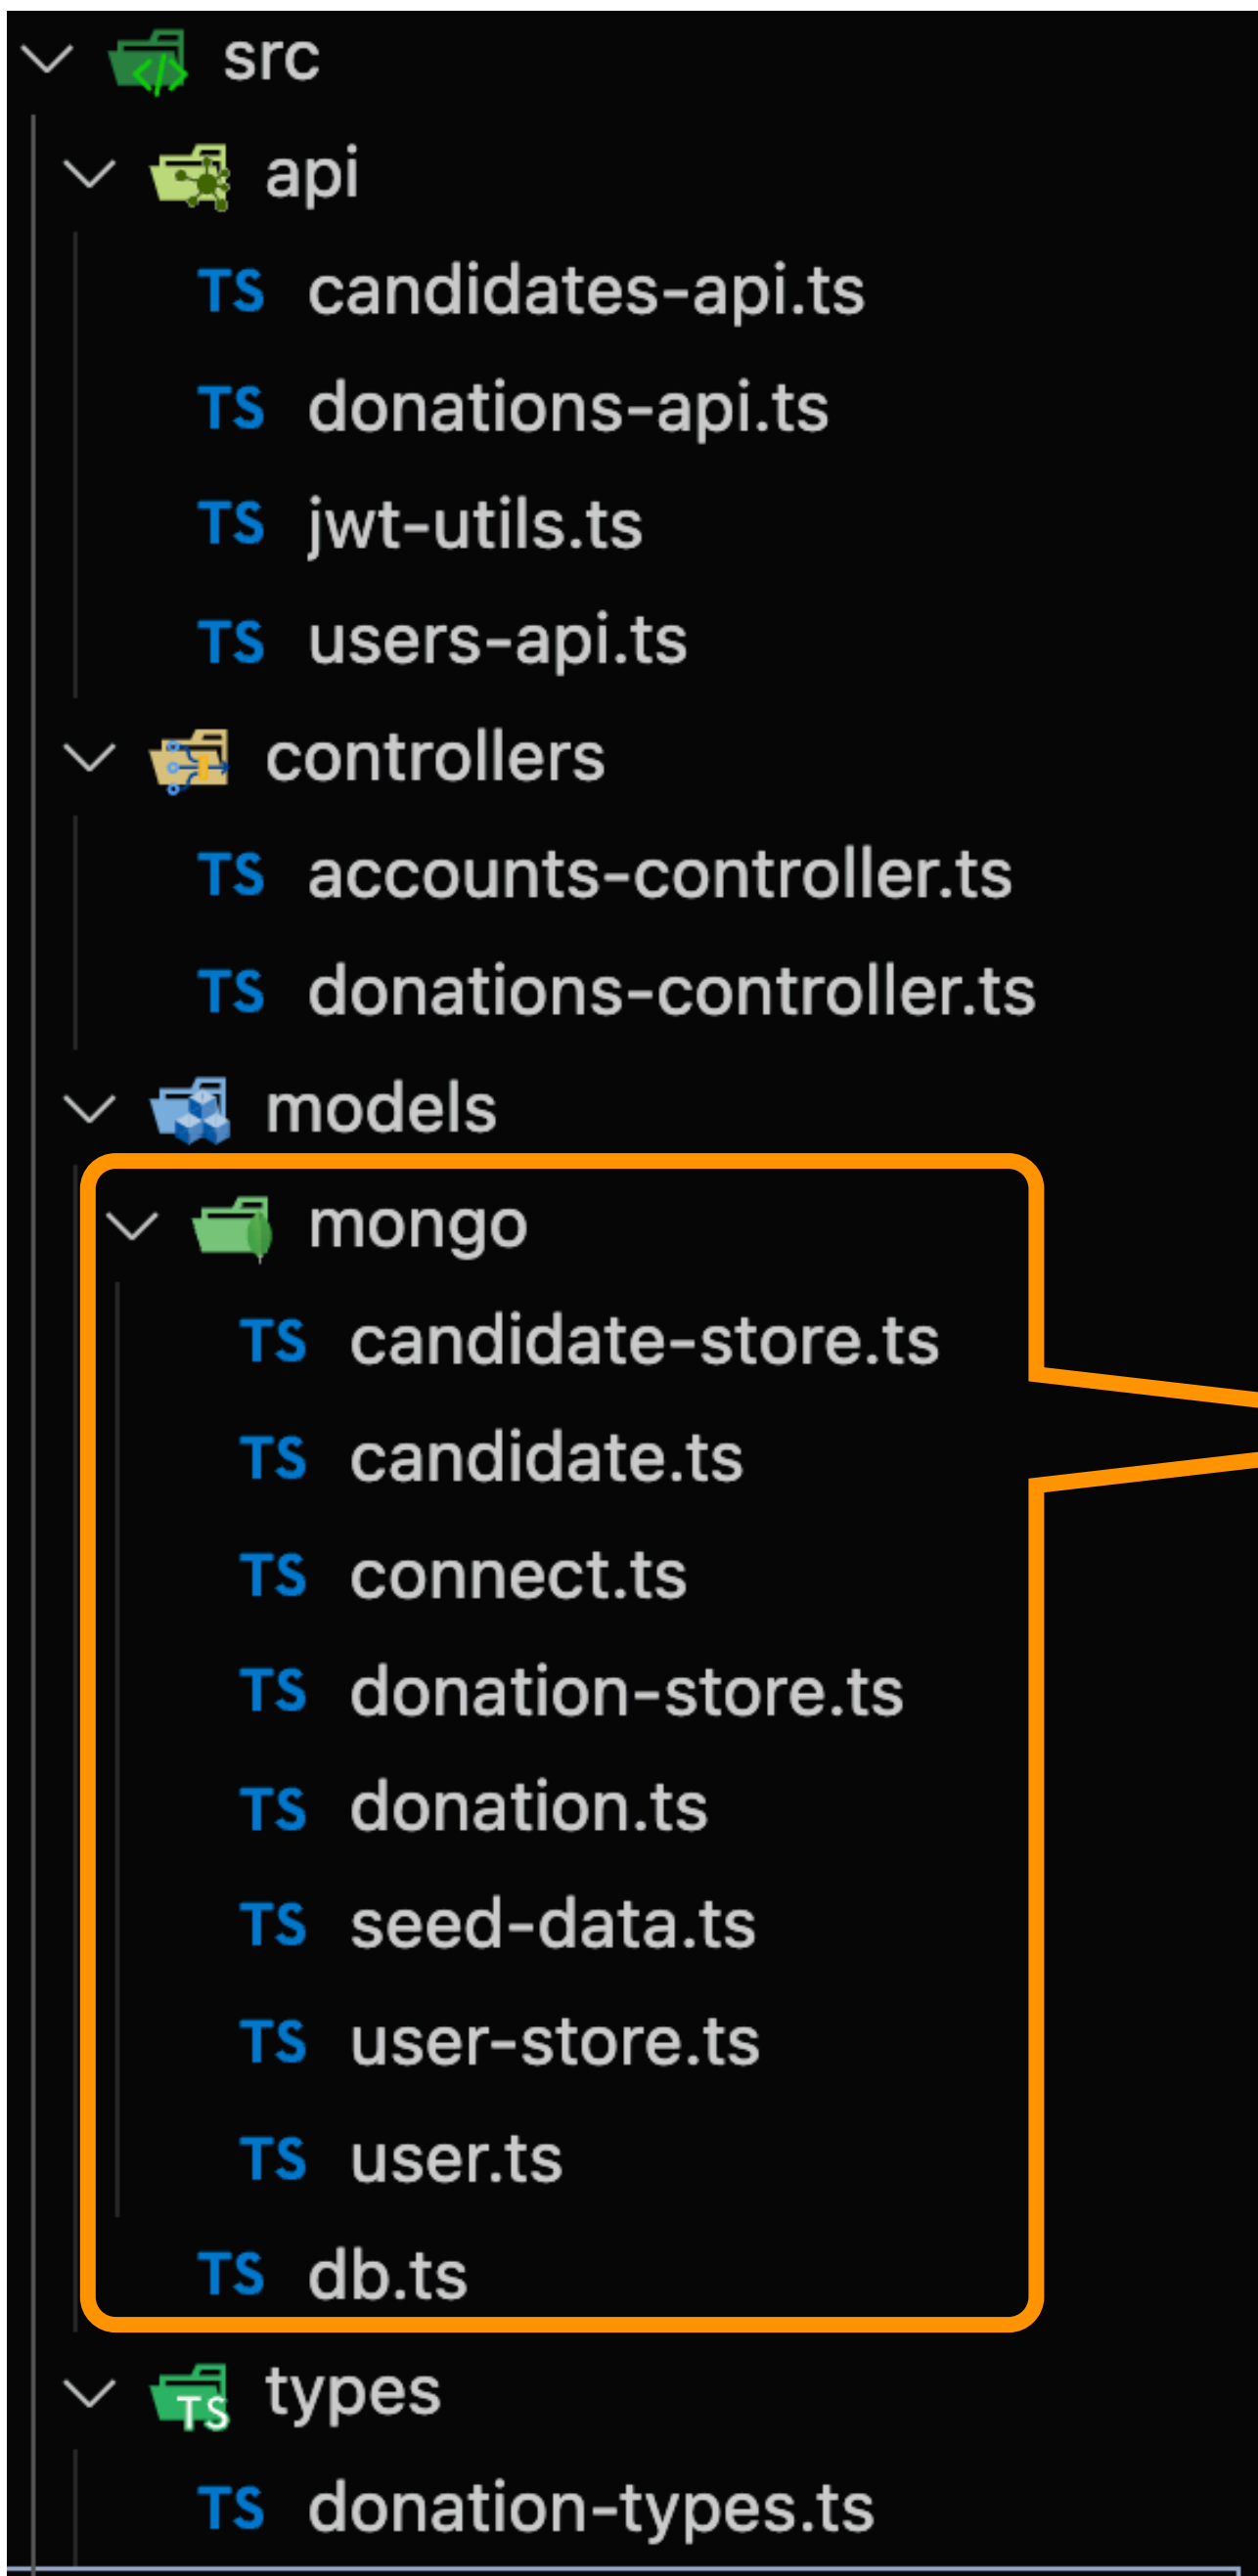 src
api
TS candidates-api.ts
TS donations-api.ts
TS jwt-utils.ts
TS users-api.ts
controllers
TS accounts-controller.ts
TS donations-controller.ts
models
mongo
TS candidate-store.ts
TS candidate.ts
TS connect.ts
TS donation-store.ts
TS donation.ts
TS seed-data.ts
TS user-store.ts
TS user.ts
TS db.ts
TS types
TS donation-types.ts